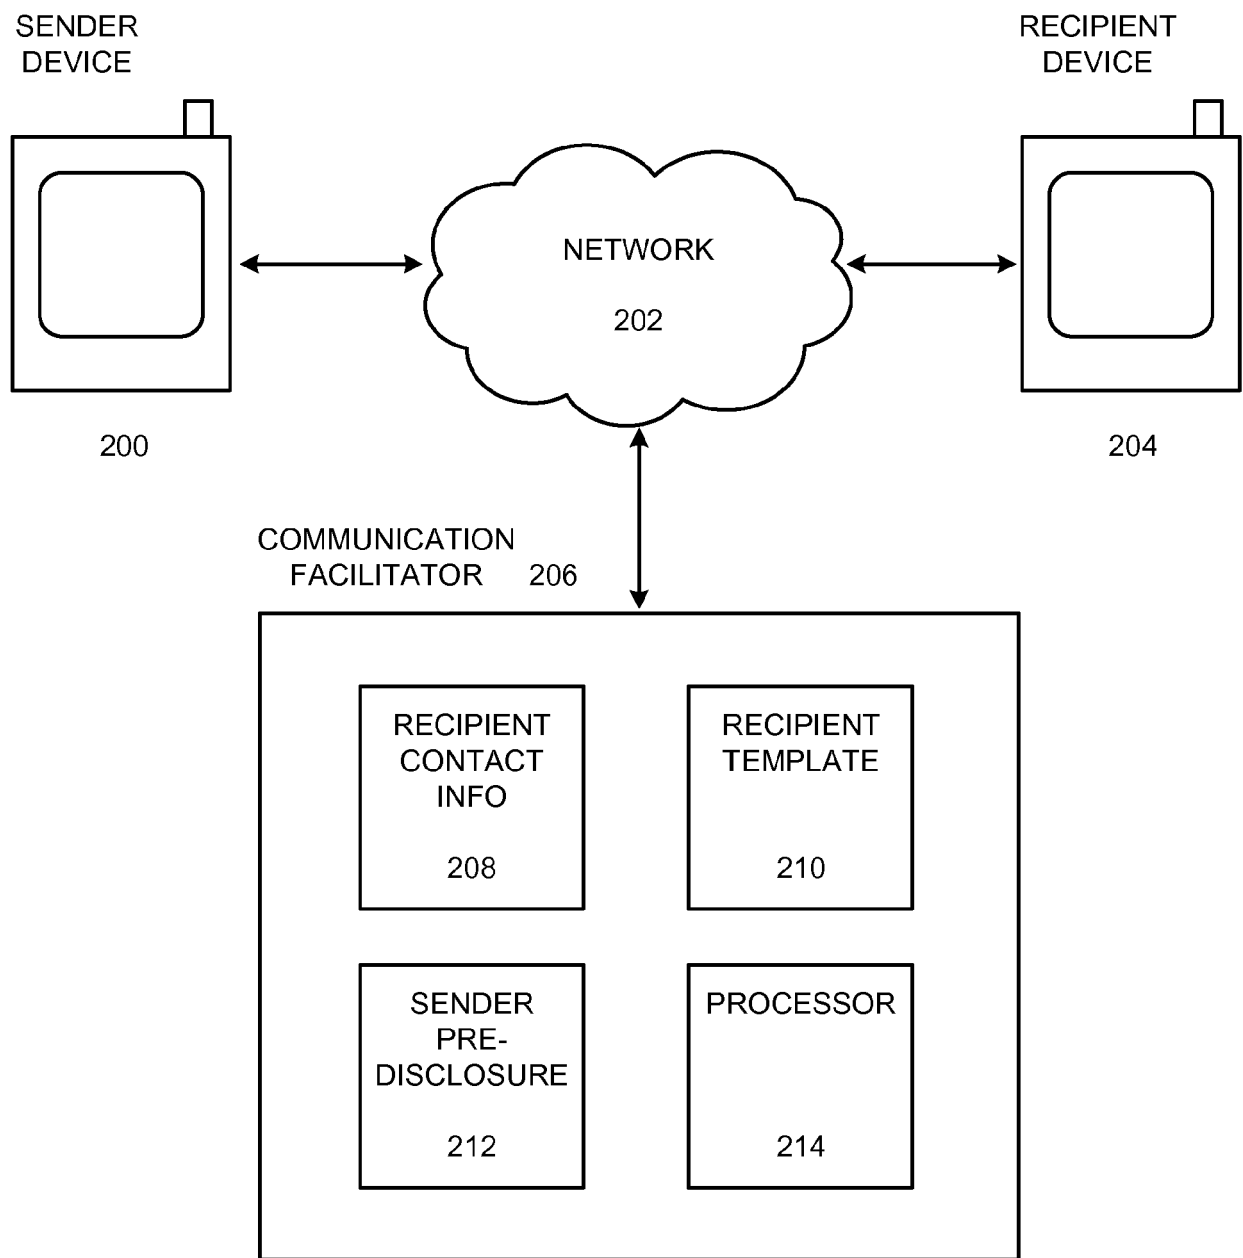 SENDER
DEVICE
RECIPIENT
DEVICE
NETWORK
202
200
204
COMMUNICATION
FACILITATOR 206
RECIPIENT
CONTACT
INFO
208
RECIPIENT
TEMPLATE
210
SENDER
PRE-
DISCLOSURE
212
PROCESSOR
214